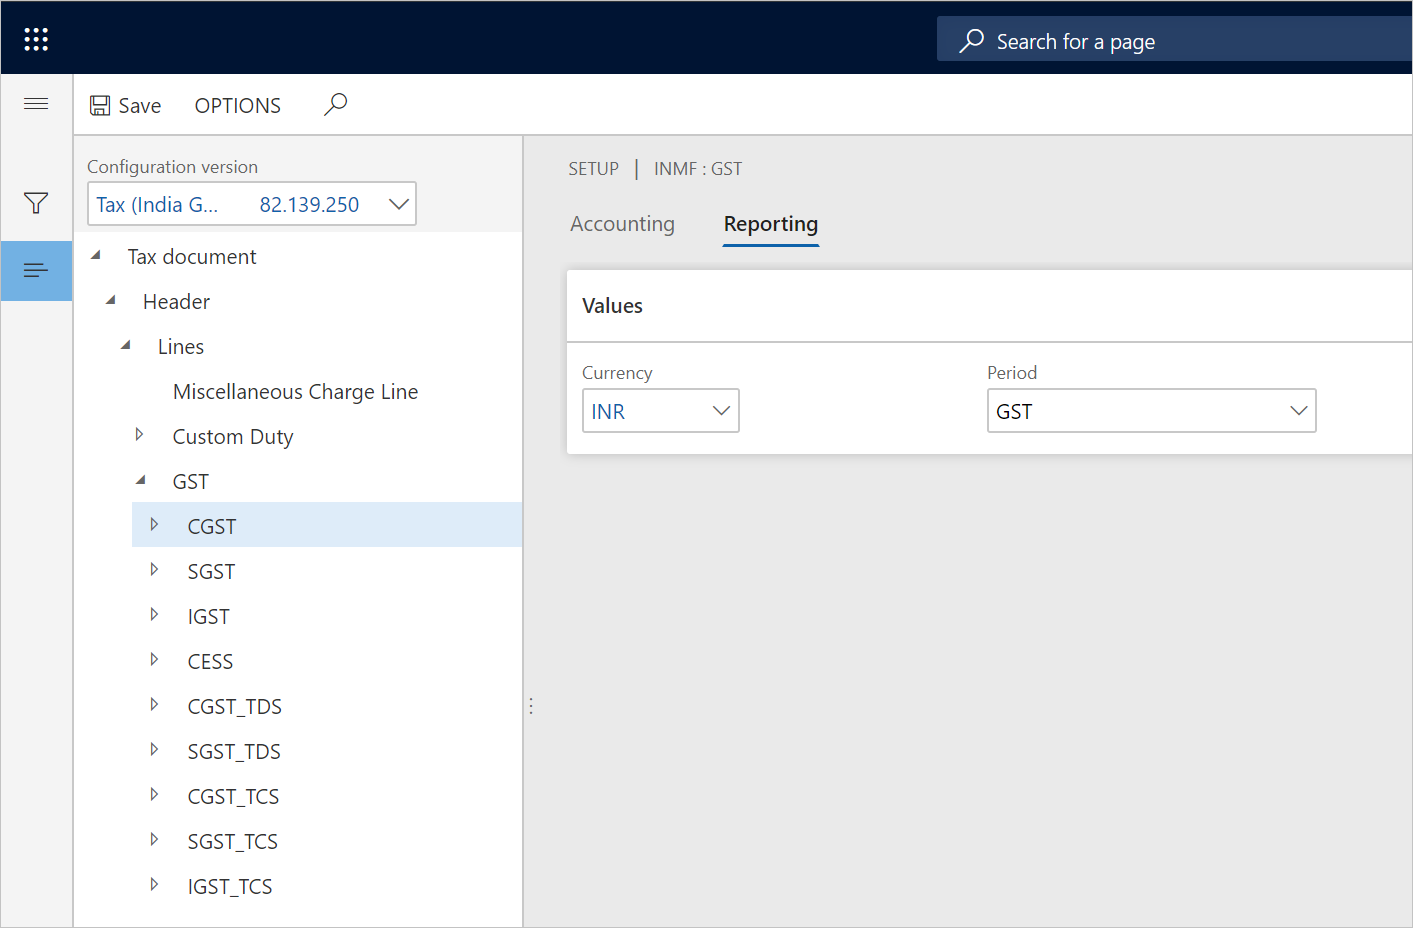 Search for a page
Save OPTIONS
Configuration version
Tax (India G... 82.139.250
Tax document
Header
Lines
Miscellaneous Charge Line
Custom Duty
GST
CGST
SGST
IGST
CESS
CGST_TDS
SGST_TDS
CGST_TCS
SGST_TCS
IGST_TCS
SETUP | INMF : GST
Accounting Reporting
Values
Currency Period
INR GST